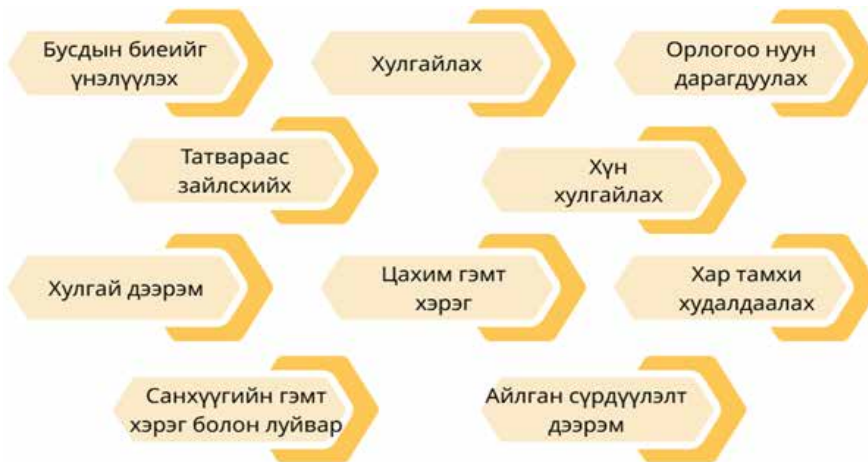 Бусдын биеийг
үнэлүүлэх
Хулгайлах
Орлогоо нуун
дарагдуулах
Татвараас
зайлсхийх
Хүн
хулгайлах
Хулгай дээрэм
Цахим гэмт
хэрэг
Хар тамхи
худалдаалах
Санхүүгийн гэмт
хэрэг болон луйвар
Айлган сүрдүүлэлт
дээрэм